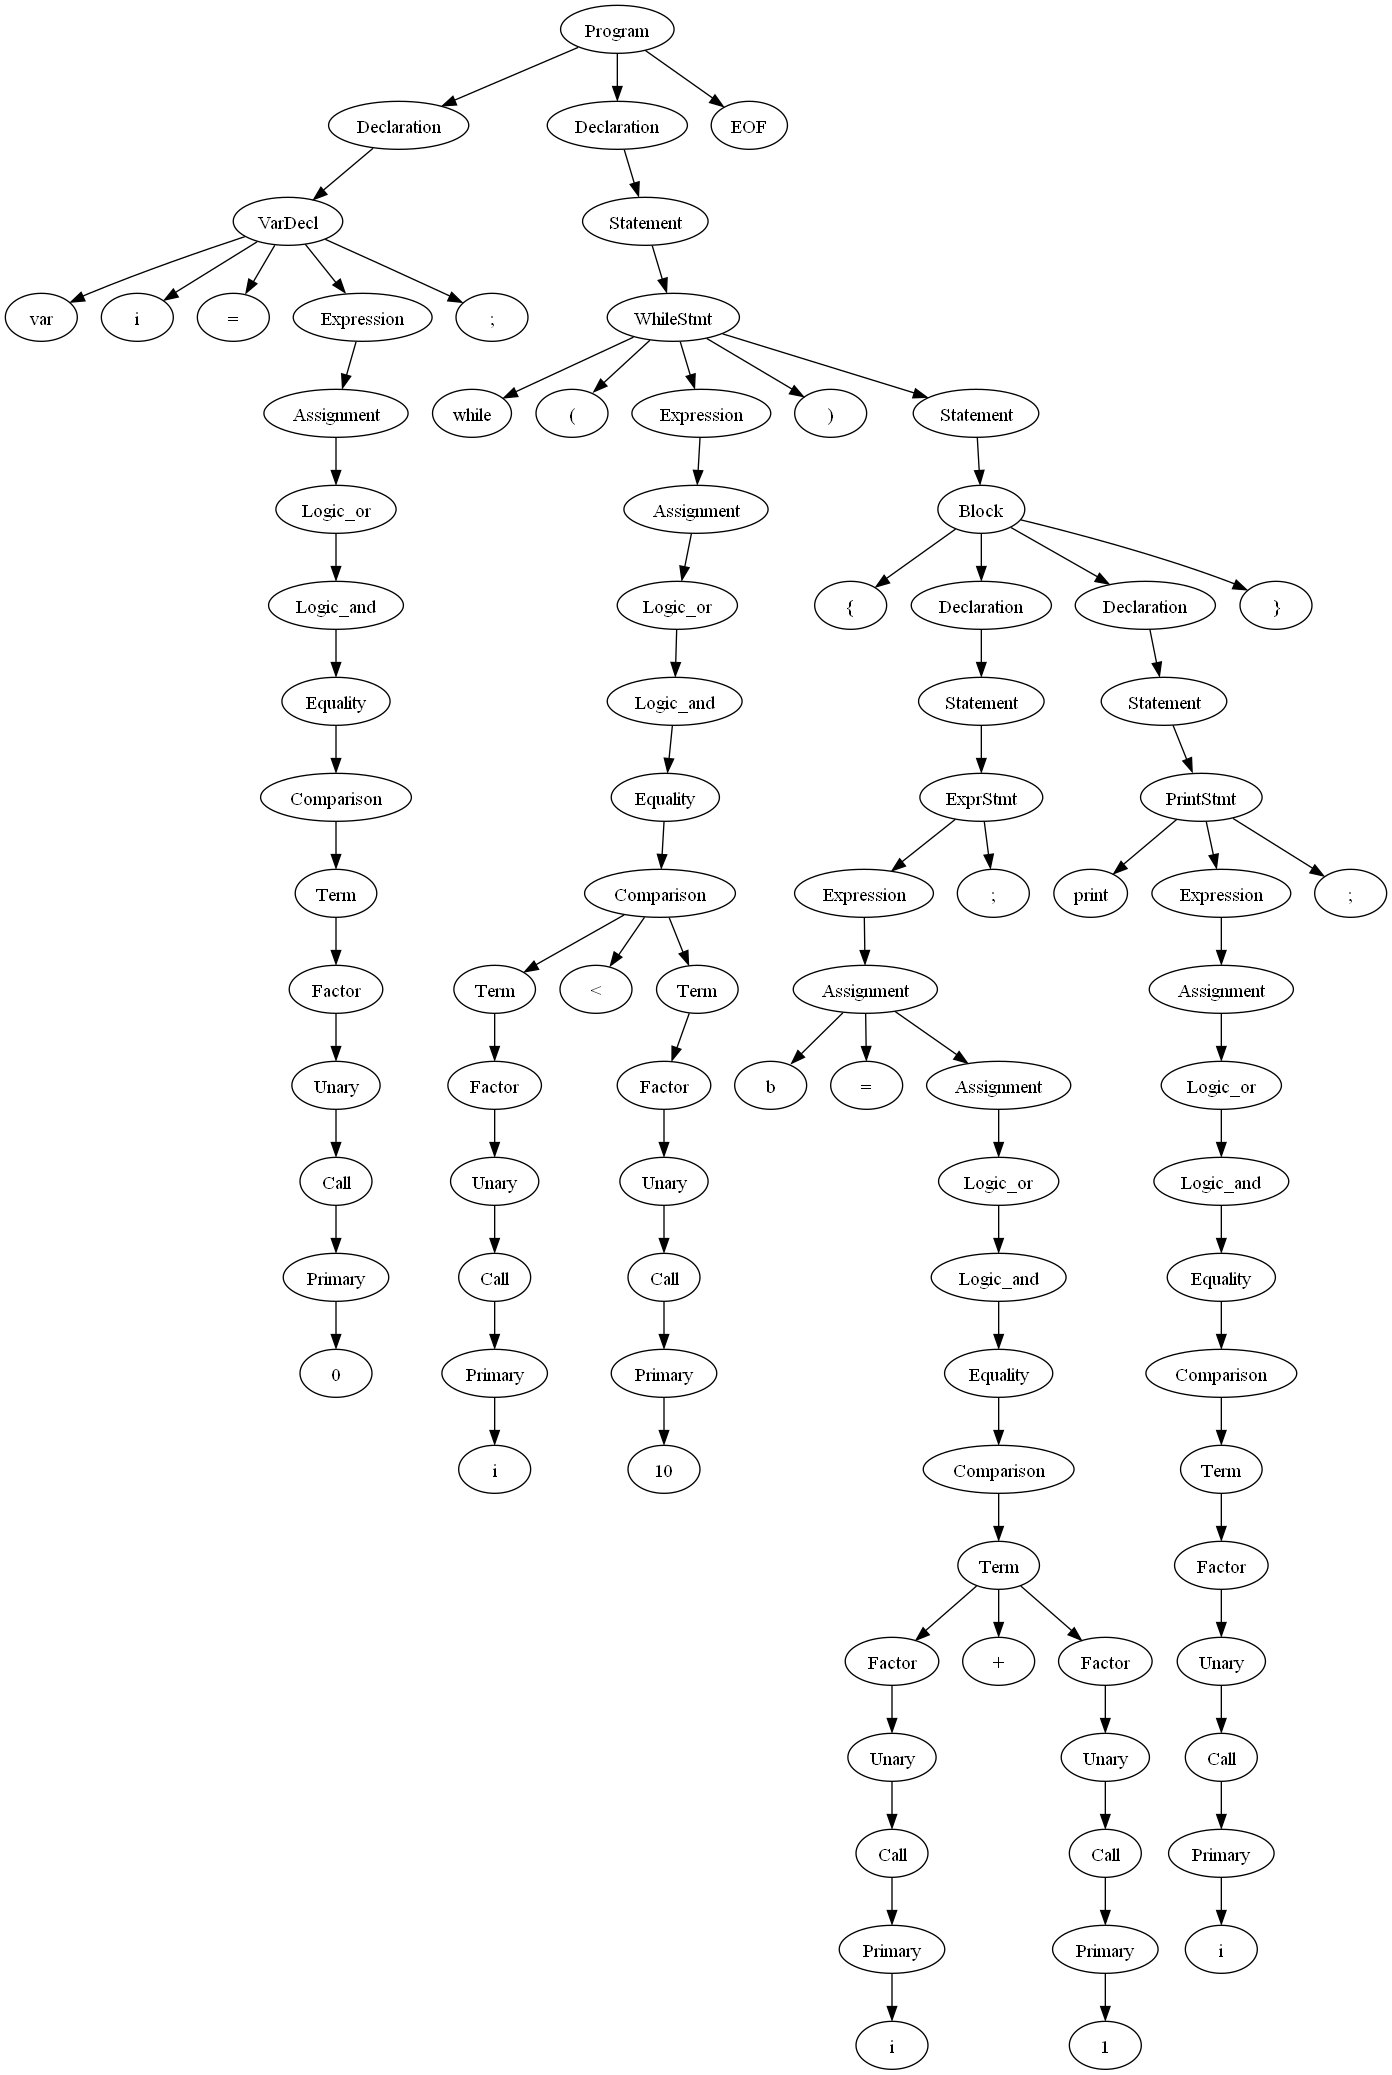 Program
Declaration Declaration EOF
VarDecl Statement
var i = Expression ; WhileStmt
Assignment while ( Expression ) Statement
Logic_or Assignment Block
Logic_and Logic_or { Declaration Declaration }
Equality Logic_and Statement Statement
Comparison Equality ExprStmt PrintStmt
Term Comparison Expression ; print Expression ;
Factor Term < Term Assignment Assignment
Unary Factor Factor b = Assignment Logic_or
Call Unary Unary Logic_or Logic_and
Primary Call Call Logic_and Equality
0 Primary Primary Equality Comparison
i 10 Comparison Term
Term Factor
Factor + Factor Unary
Unary Unary Call
Call Call Primary
Primary Primary i
i 1